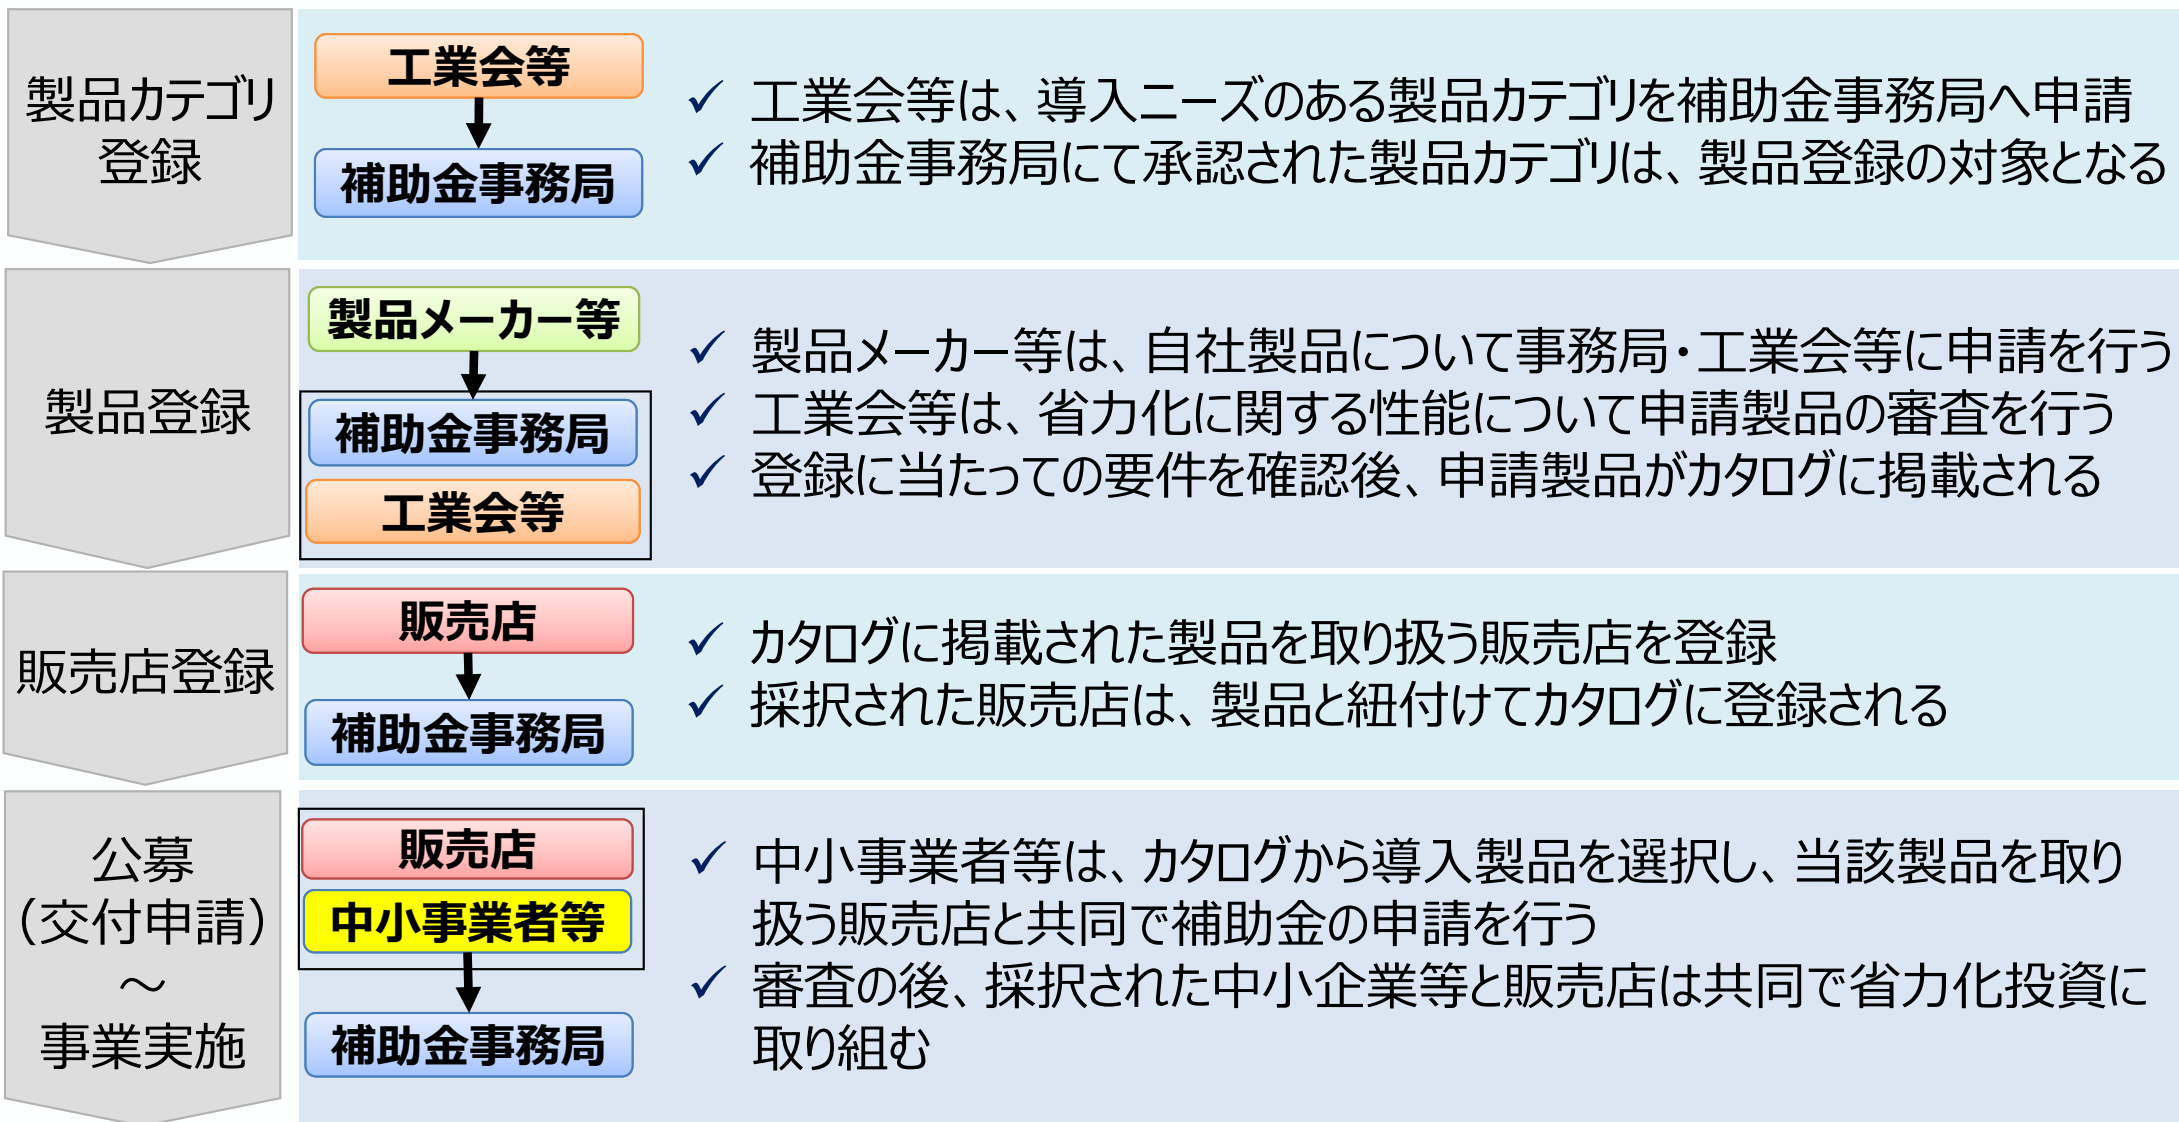 製品カテゴリ
登録
工業会等
補助金事務局
✓ 工業会等は、導入ニーズのある製品カテゴリを補助金事務局へ申請
✓ 補助金事務局にて承認された製品カテゴリは、製品登録の対象となる
製品登録
製品メーカー等
補助金事務局
工業会等
✓ 製品メーカー等は、自社製品について事務局・工業会等に申請を行う
✓ 工業会等は、省力化に関する性能について申請製品の審査を行う
✓ 登録に当たっての要件を確認後、申請製品がカタログに掲載される
販売店登録
販売店
補助金事務局
✓ カタログに掲載された製品を取り扱う販売店を登録
✓ 採択された販売店は、製品と紐付けてカタログに登録される
公募
（交付申請）
～
事業実施
販売店
中小事業者等
補助金事務局
✓ 中小事業者等は、カタログから導入製品を選択し、当該製品を取り
扱う販売店と共同で補助金の申請を行う
✓ 審査の後、採択された中小企業等と販売店は共同で省力化投資に
取り組む